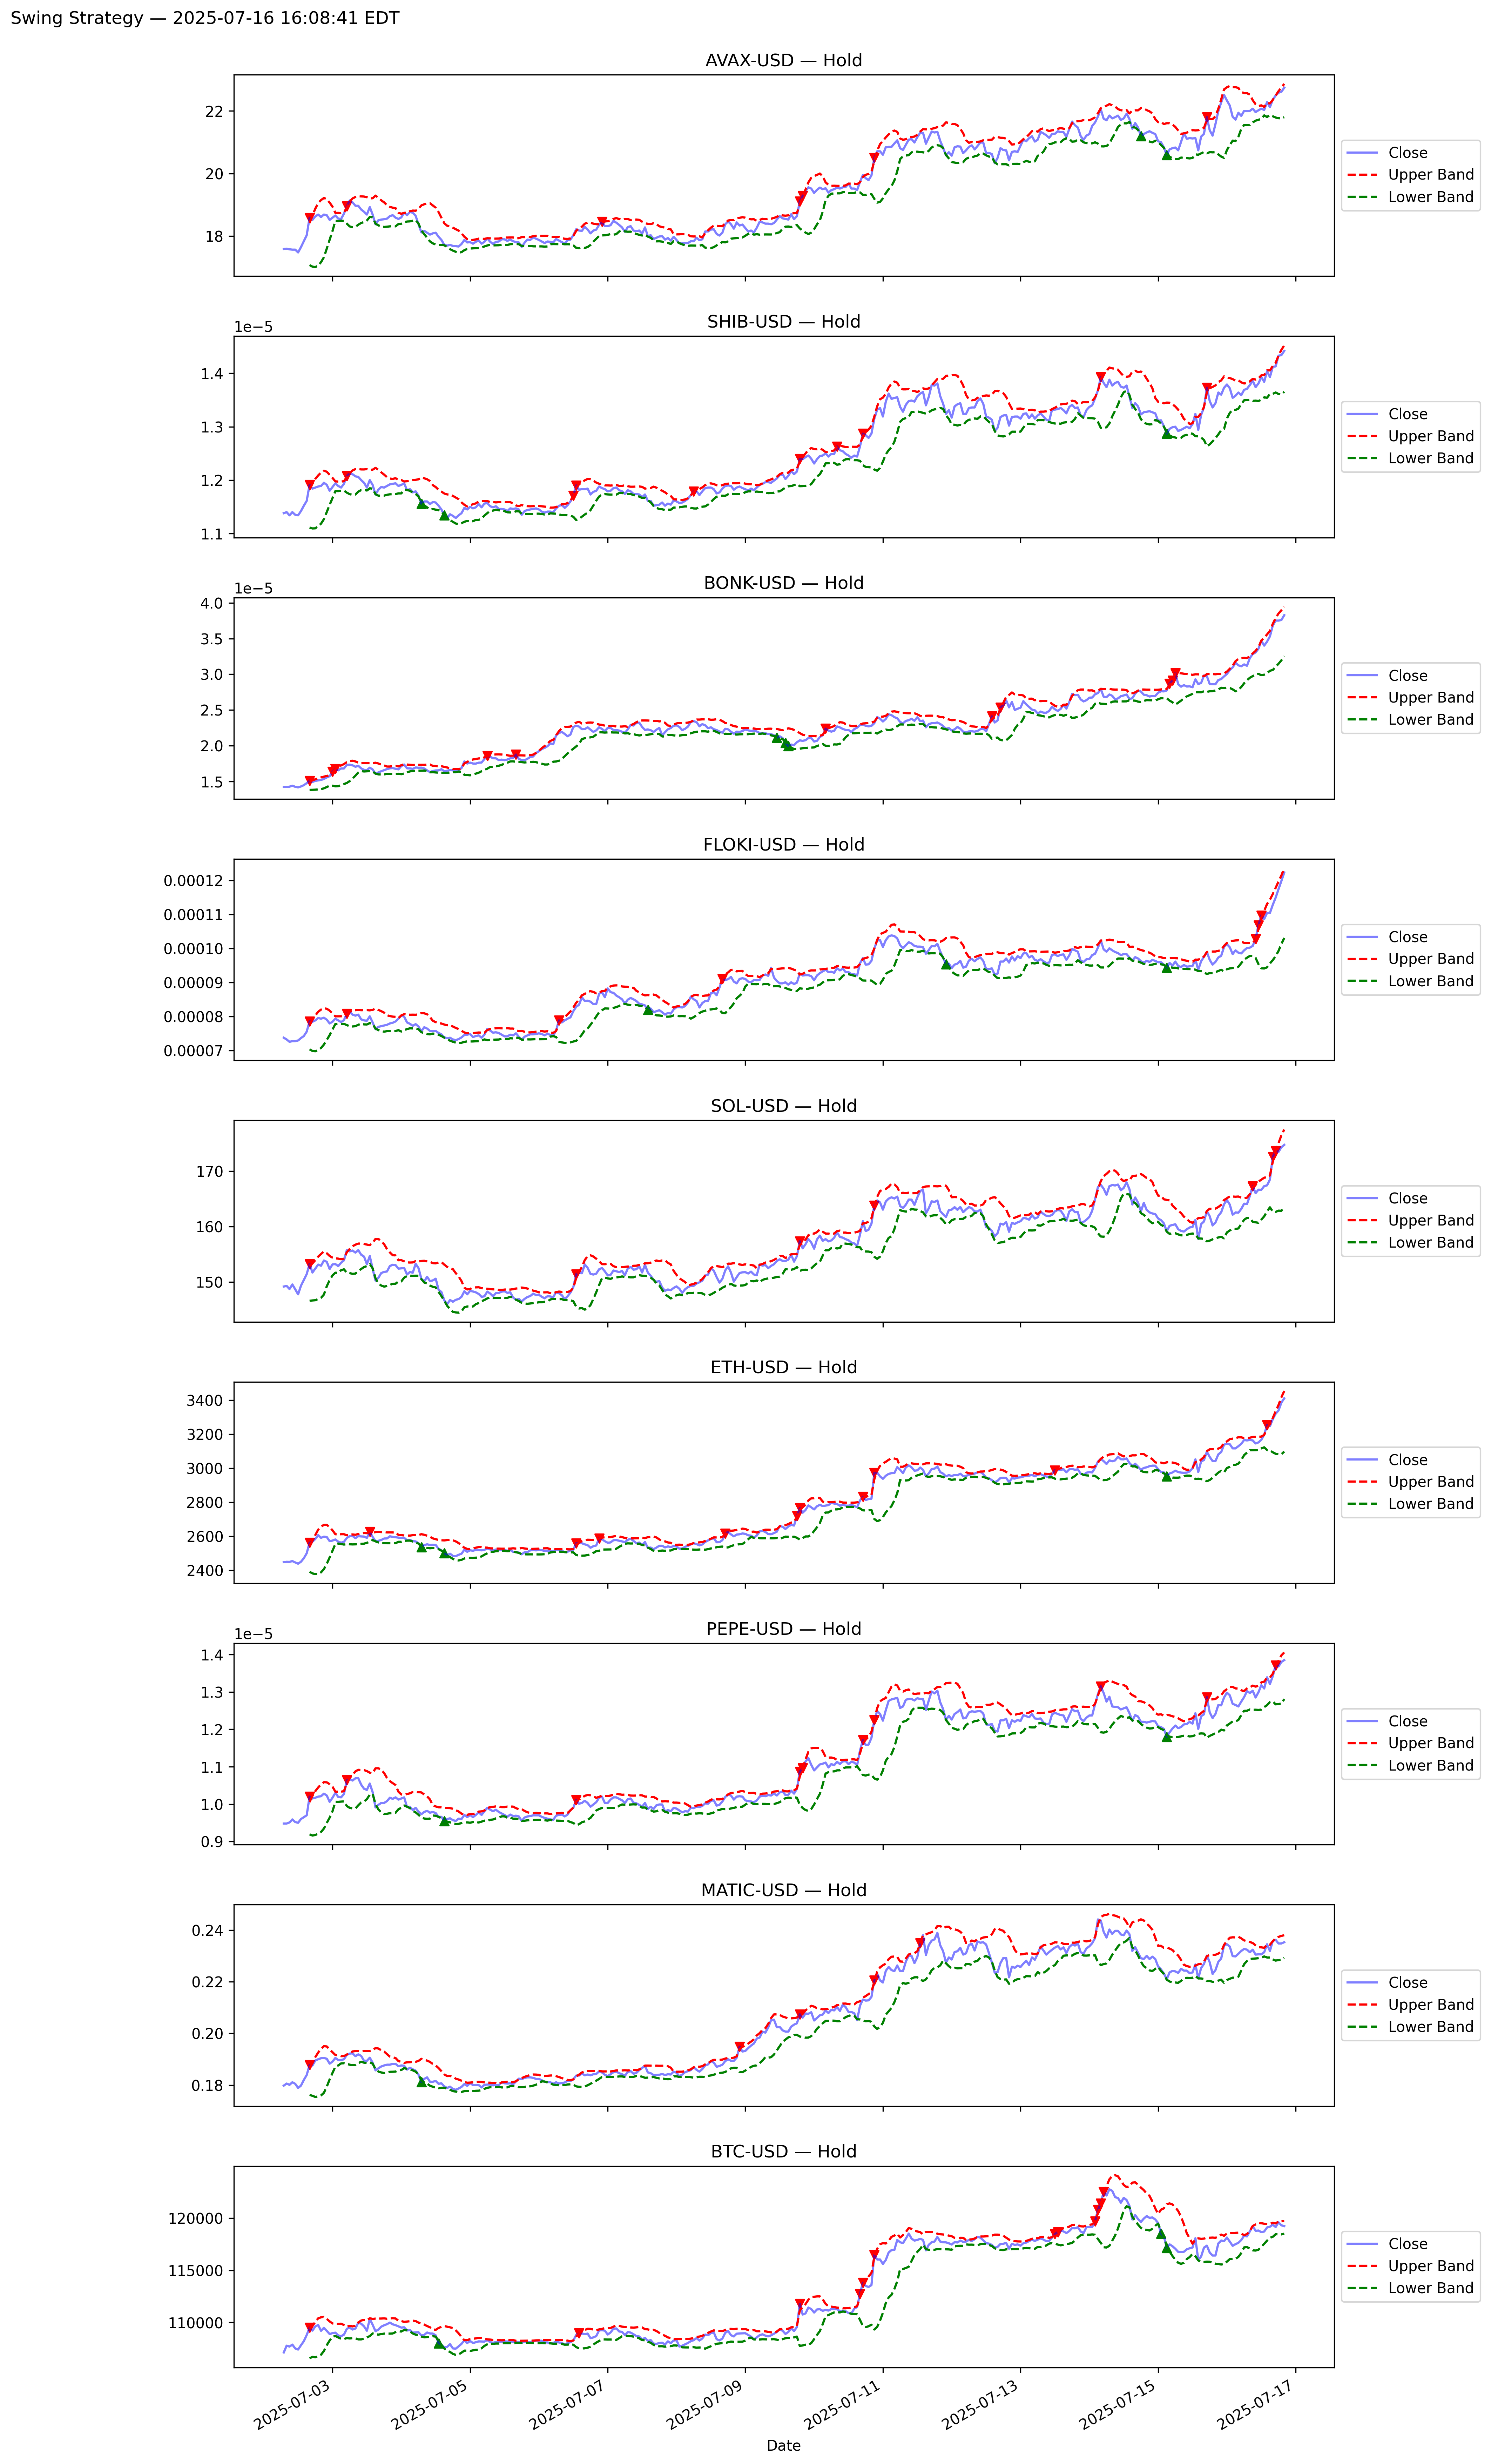 Swing Strategy — 2025-07-16 16:08:41 EDT
AVAX-USD — Hold
22
20
18
Close
Upper Band
Lower Band
SHIB-USD — Hold
1e−5
1.4
1.3
1.2
1.1
Close
Upper Band
Lower Band
BONK-USD — Hold
1e−5
4.0
3.5
3.0
2.5
2.0
1.5
Close
Upper Band
Lower Band
FLOKI-USD — Hold
0.00012
0.00011
0.00010
0.00009
0.00008
0.00007
Close
Upper Band
Lower Band
SOL-USD — Hold
170
160
150
Close
Upper Band
Lower Band
ETH-USD — Hold
3400
3200
3000
2800
2600
2400
Close
Upper Band
Lower Band
PEPE-USD — Hold
1e−5
1.4
1.3
1.2
1.1
1.0
0.9
Close
Upper Band
Lower Band
MATIC-USD — Hold
0.24
0.22
0.20
0.18
Close
Upper Band
Lower Band
BTC-USD — Hold
120000
115000
110000
Close
Upper Band
Lower Band
2025-07-03
2025-07-05
2025-07-07
2025-07-09
2025-07-11
2025-07-13
2025-07-15
2025-07-17
Date